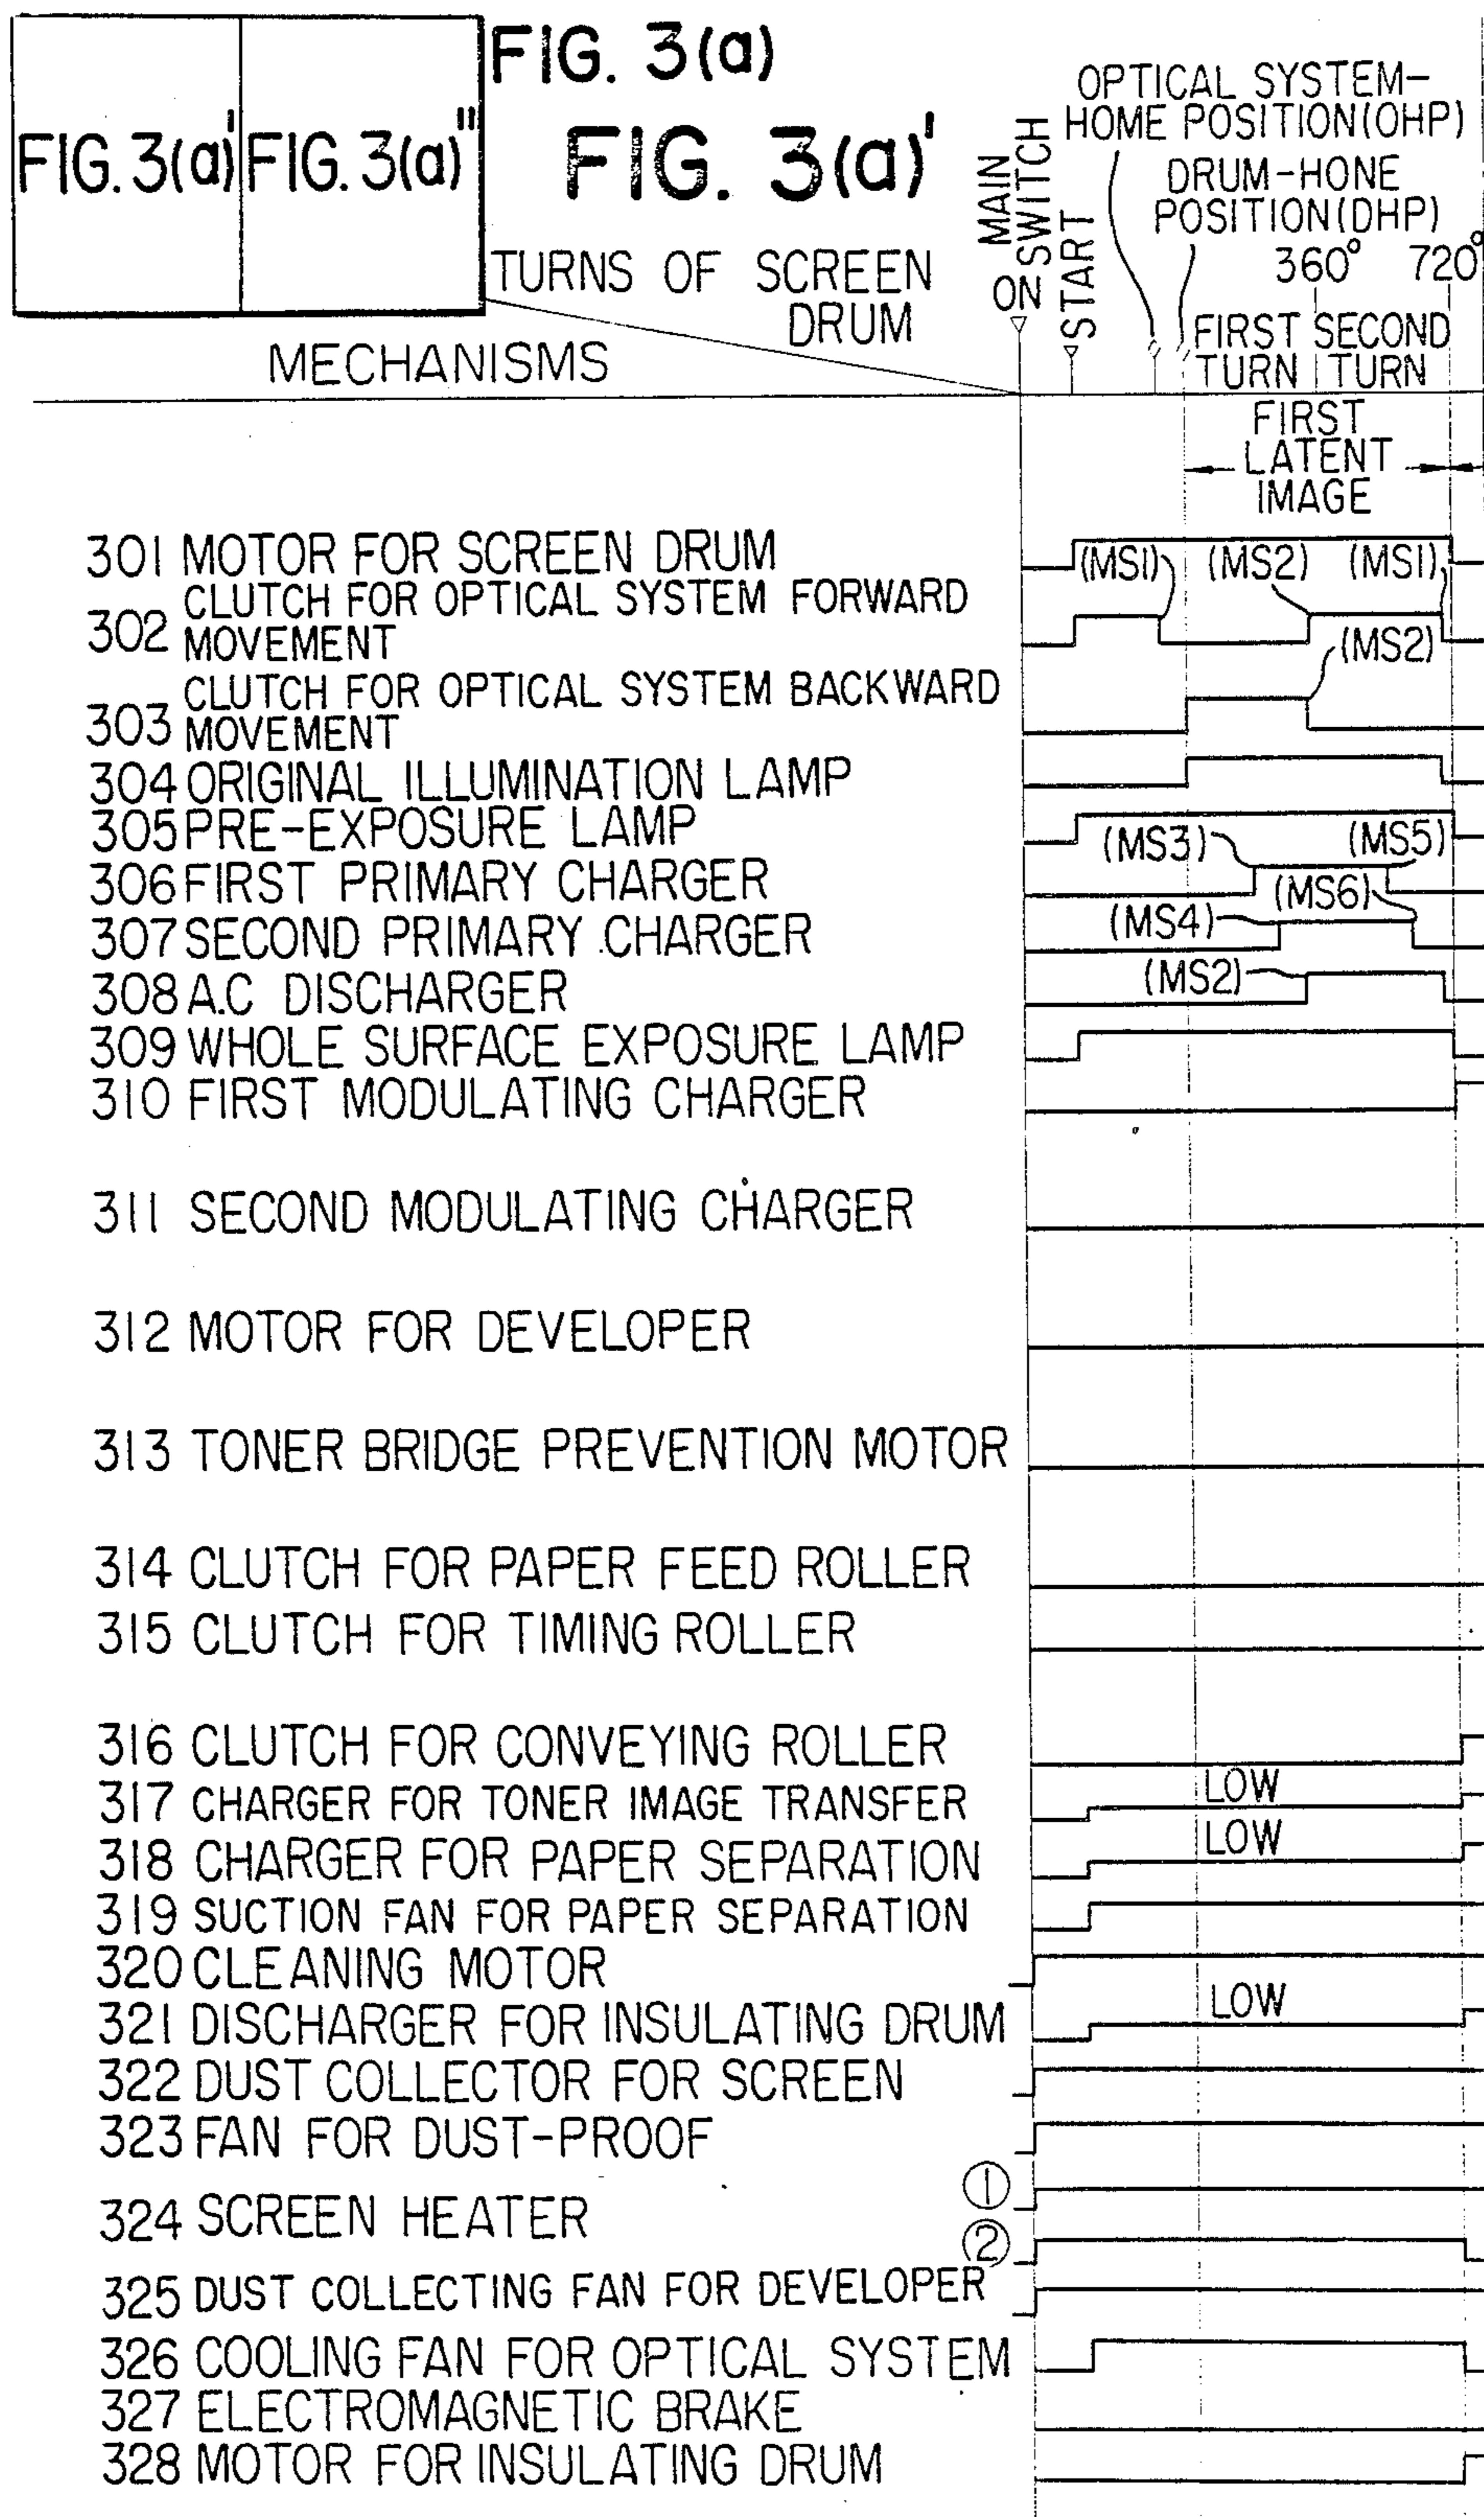 FIG. 3(a)
FIG. 3(a)' FIG. 3(a)"
FIG. 3(a)'
TURNS OF SCREEN
DRUM
MECHANISMS
ON MAIN
SWITCH
START
OPTICAL SYSTEM-
HOME POSITION(OHP)
DRUM-HONE
POSITION(DHP)
360° 720°
FIRST SECOND
TURN TURN
FIRST
LATENT
IMAGE
301 MOTOR FOR SCREEN DRUM
(MS1) (MS2) (MS1)
302 CLUTCH FOR OPTICAL SYSTEM FORWARD
MOVEMENT
(MS2)
303 CLUTCH FOR OPTICAL SYSTEM BACKWARD
MOVEMENT
304 ORIGINAL ILLUMINATION LAMP
305 PRE-EXPOSURE LAMP
(MS3) (MS5)
306 FIRST PRIMARY CHARGER
(MS6)
307 SECOND PRIMARY CHARGER
(MS4)
308 A.C DISCHARGER
(MS2)
309 WHOLE SURFACE EXPOSURE LAMP
310 FIRST MODULATING CHARGER
311 SECOND MODULATING CHARGER
312 MOTOR FOR DEVELOPER
313 TONER BRIDGE PREVENTION MOTOR
314 CLUTCH FOR PAPER FEED ROLLER
315 CLUTCH FOR TIMING ROLLER
316 CLUTCH FOR CONVEYING ROLLER
317 CHARGER FOR TONER IMAGE TRANSFER LOW
318 CHARGER FOR PAPER SEPARATION LOW
319 SUCTION FAN FOR PAPER SEPARATION
320 CLEANING MOTOR
321 DISCHARGER FOR INSULATING DRUM LOW
322 DUST COLLECTOR FOR SCREEN
323 FAN FOR DUST-PROOF
①
324 SCREEN HEATER
②
325 DUST COLLECTING FAN FOR DEVELOPER
326 COOLING FAN FOR OPTICAL SYSTEM
327 ELECTROMAGNETIC BRAKE
328 MOTOR FOR INSULATING DRUM